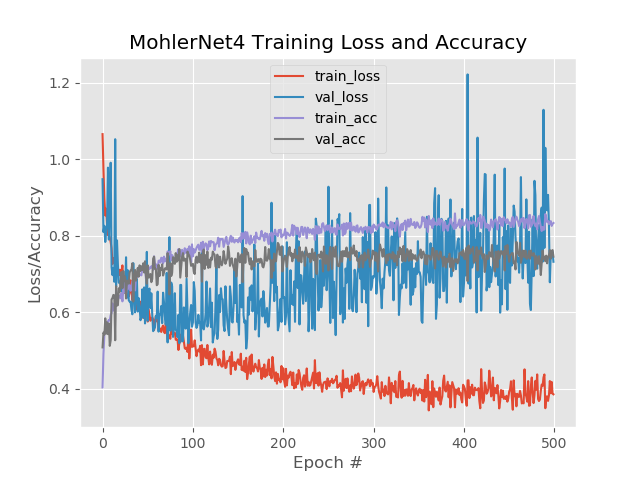 MohlerNet4 Training Loss and Accuracy
train_loss
val_loss
train_acc
val_acc
1.2
1.0
0.8
0.6
0.4
Loss/Accuracy
0 100 200 300 400 500
Epoch #